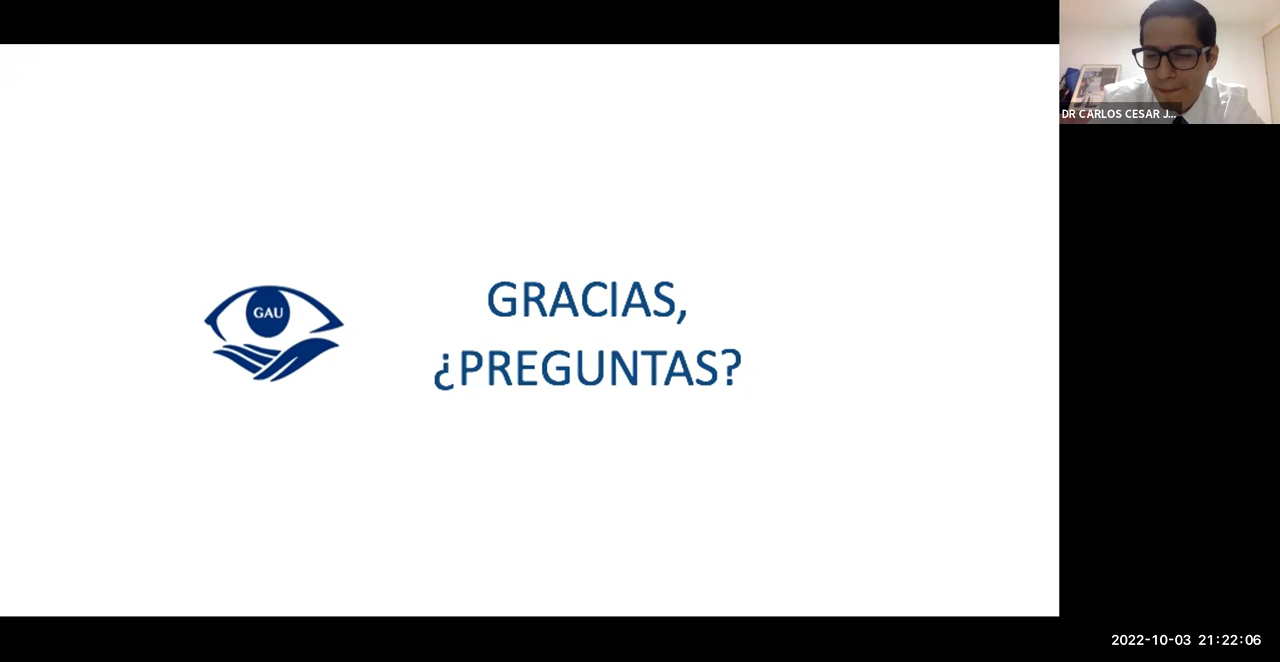 DR CARLOS CESAR J...
GAU
GRACIAS,
¿PREGUNTAS?
2022-10-03 21:22:06